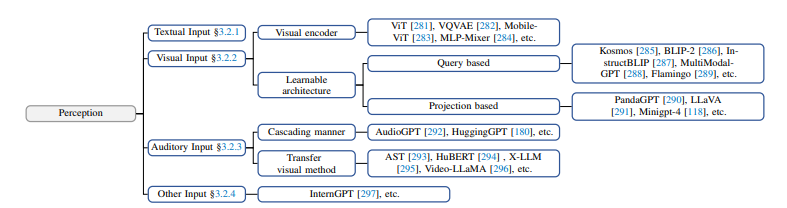 Perception
Textual Input §3.2.1
Visual Input §3.2.2
Visual encoder
ViT [281], VQVAE [282], Mobile-
ViT [283], MLP-Mixer [284], etc.
Learnable
architecture
Query based
Kosmos [285], BLIP-2 [286], In-
structBLIP [287], MultiModal-
GPT [288], Flamingo [289], etc.
Projection based
PandaGPT [290], LLaVA
[291], Minigpt-4 [118], etc.
Auditory Input §3.2.3
Cascading manner
AudioGPT [292], HuggingGPT [180], etc.
Transfer
visual method
AST [293], HuBERT [294] , X-LLM
[295], Video-LLaMA [296], etc.
Other Input §3.2.4
InternGPT [297], etc.